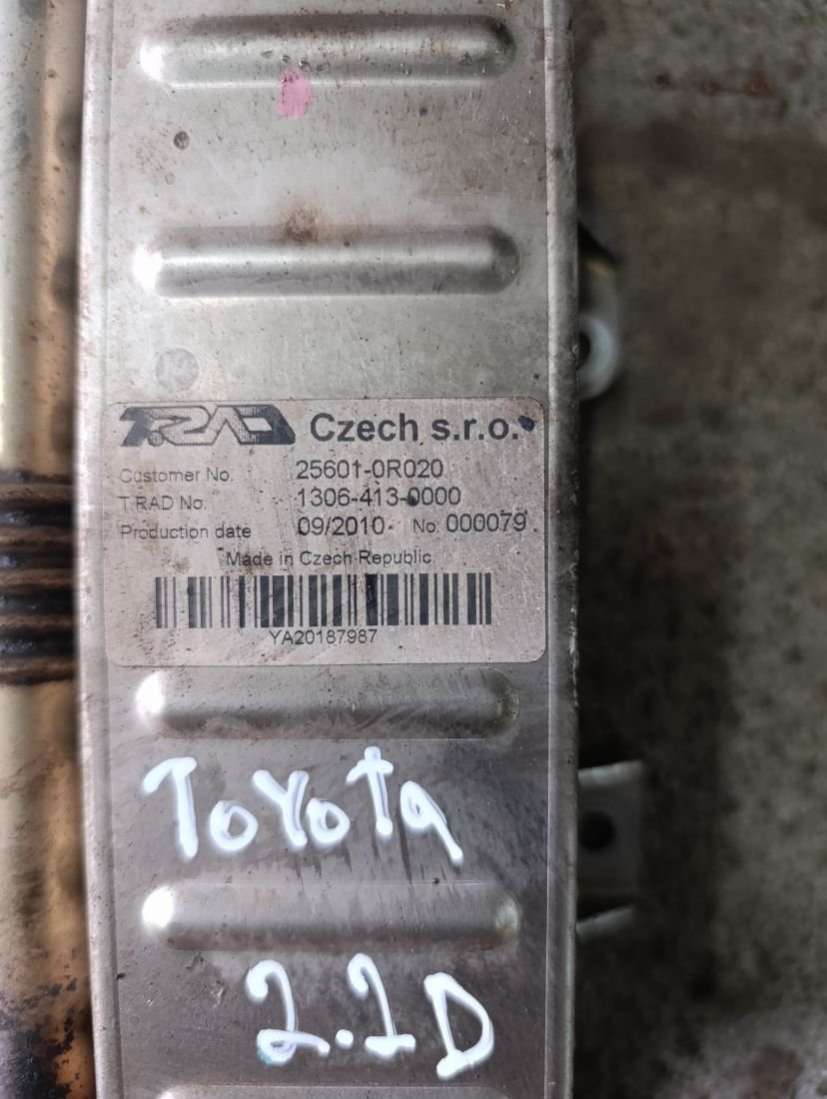 T.RAD Czech s.r.o.
Customer No. 25601-0R020
T.RAD No. 1306-413-0000
Production date 09/2010 No. 000079
Made in Czech Republic
YA20187987
Toyota
2.2D